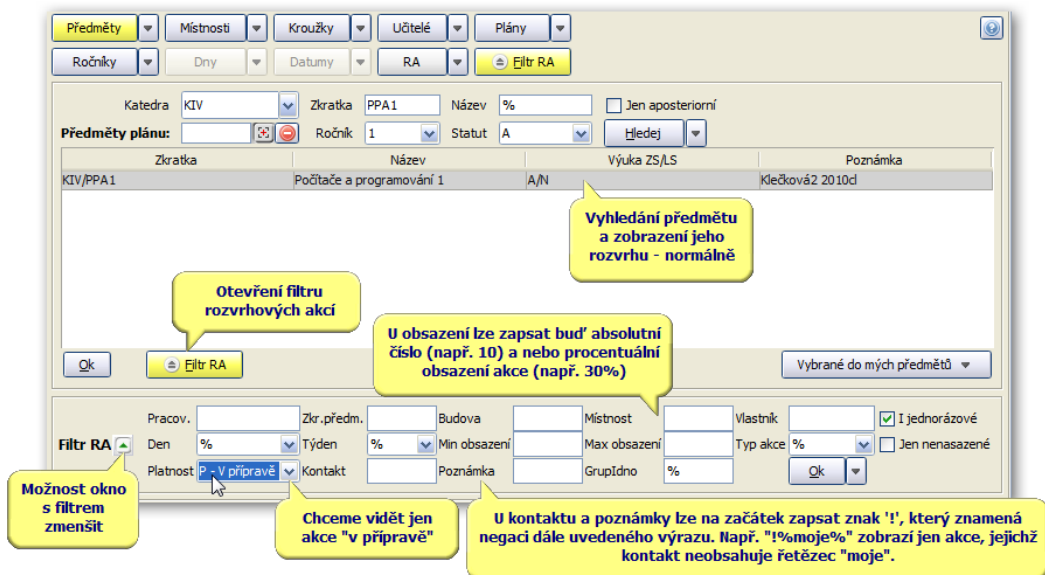 Předměty Místnosti Kroužky Učitelé Plány
Ročníky Dny Datumy RA Filtr RA
Katedra KIV Zkratka PPA1 Název % Jen aposteriorní
Předměty plánu: Ročník 1 Statut A Hledej
Zkratka Název Výuka ZS/LS Poznámka
KIV/PPA1 Počítače a programování 1 A/N Klečková2 2010cl
Vyhledání předmětu
a zobrazení jeho
rozvrhu - normálně
Otevření filtru
rozvrhových akcí
U obsazení lze zapsat buď absolutní
číslo (např. 10) a nebo procentuální
obsazení akce (např. 30%)
Ok Filtr RA Vybrané do mých předmětů
Pracov. Zkr.předm. Budova Místnost Vlastník I jednorázové
Filtr RA Den % Týden % Min obsazení Max obsazení Typ akce % Jen nenasazené
Platnost P - V přípravě Kontakt Poznámka GrupIdno % Ok
Možnost okno
s filtrem
zmenšit
Chceme vidět jen
akce "v přípravě"
U kontaktu a poznámky lze na začátek zapsat znak '!', který znamená
negaci dále uvedeného výrazu. Např. "!%moje%" zobrazí jen akce, jejichž
kontakt neobsahuje řetězec "moje".